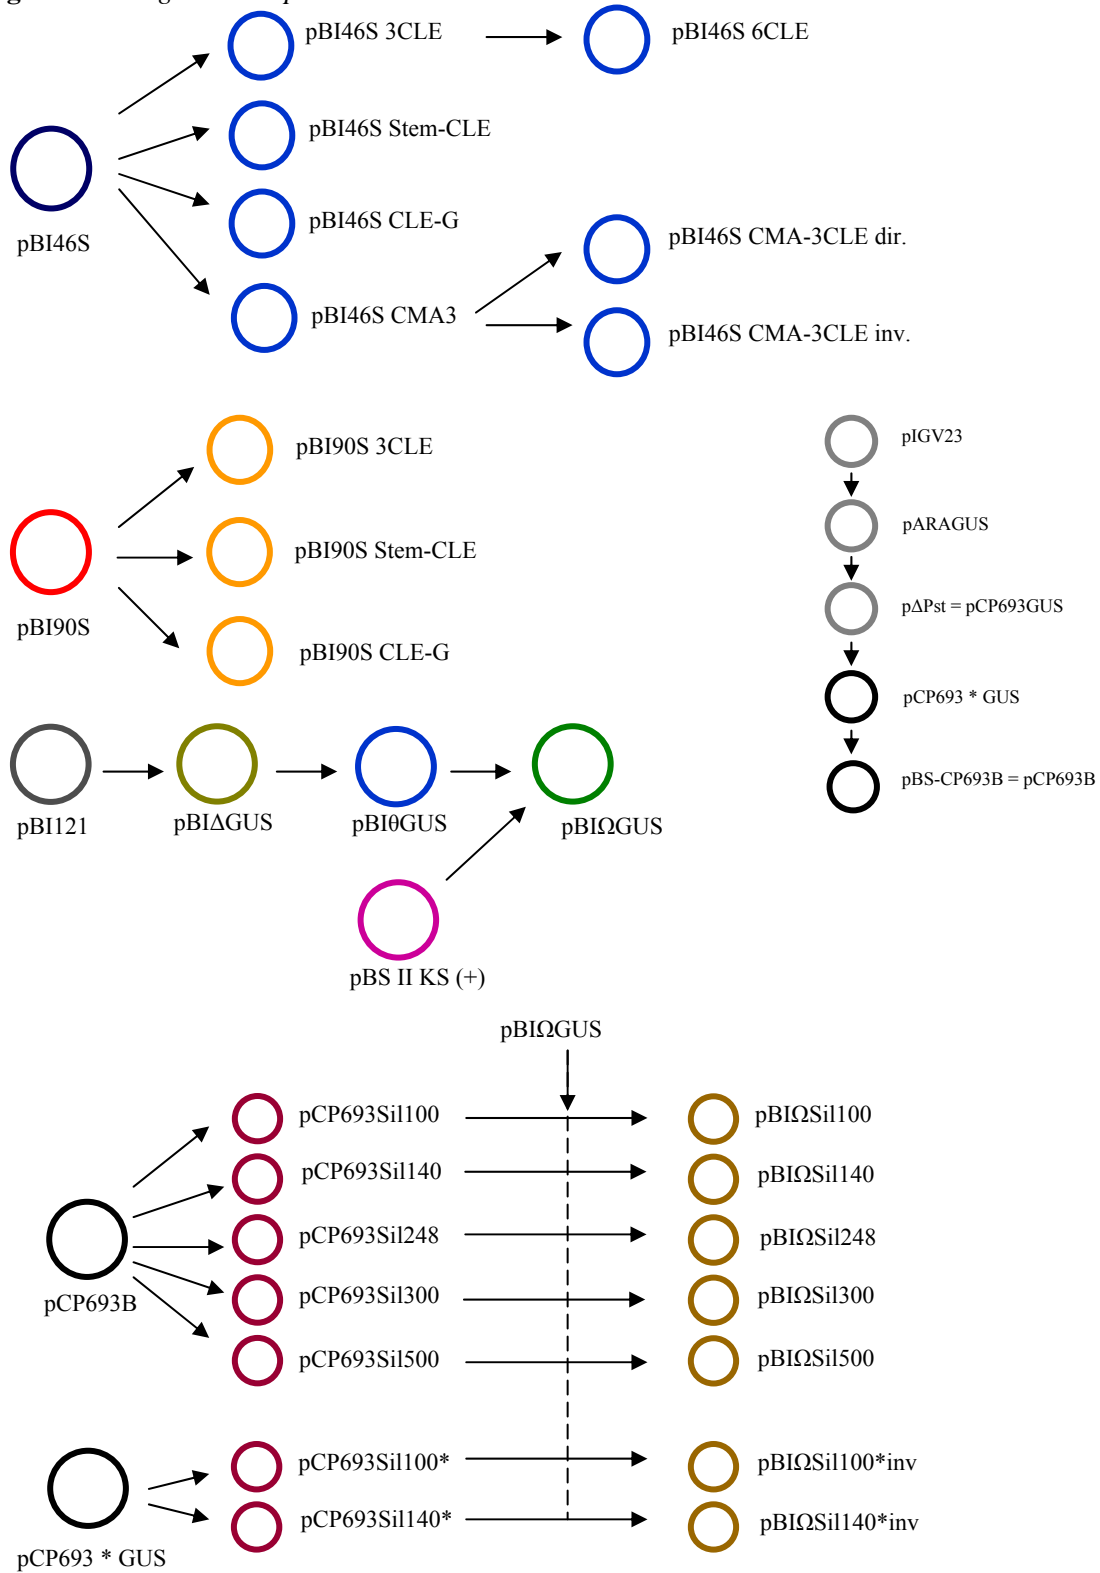 pBI46S 3CLE
pBI46S 6CLE
pBI46S Stem-CLE
pBI46S
pBI46S CLE-G
pBI46S CMA-3CLE dir.
pBI46S CMA3
pBI46S CMA-3CLE inv.
pBI90S 3CLE
pBI90S Stem-CLE
pBI90S
pBI90S CLE-G
pIGV23
pARAGUS
pΔPst = pCP693GUS
pCP693 * GUS
pBS-CP693B = pCP693B
pBI121
pBIΔGUS
pBIθGUS
pBIΩGUS
pBS II KS (+)
pBIΩGUS
pCP693Sil100
pBIΩSil100
pCP693Sil140
pBIΩSil140
pCP693Sil248
pBIΩSil248
pCP693B
pCP693Sil300
pBIΩSil300
pCP693Sil500
pBIΩSil500
pCP693Sil100*
pBIΩSil100*inv
pCP693Sil140*
pBIΩSil140*inv
pCP693 * GUS